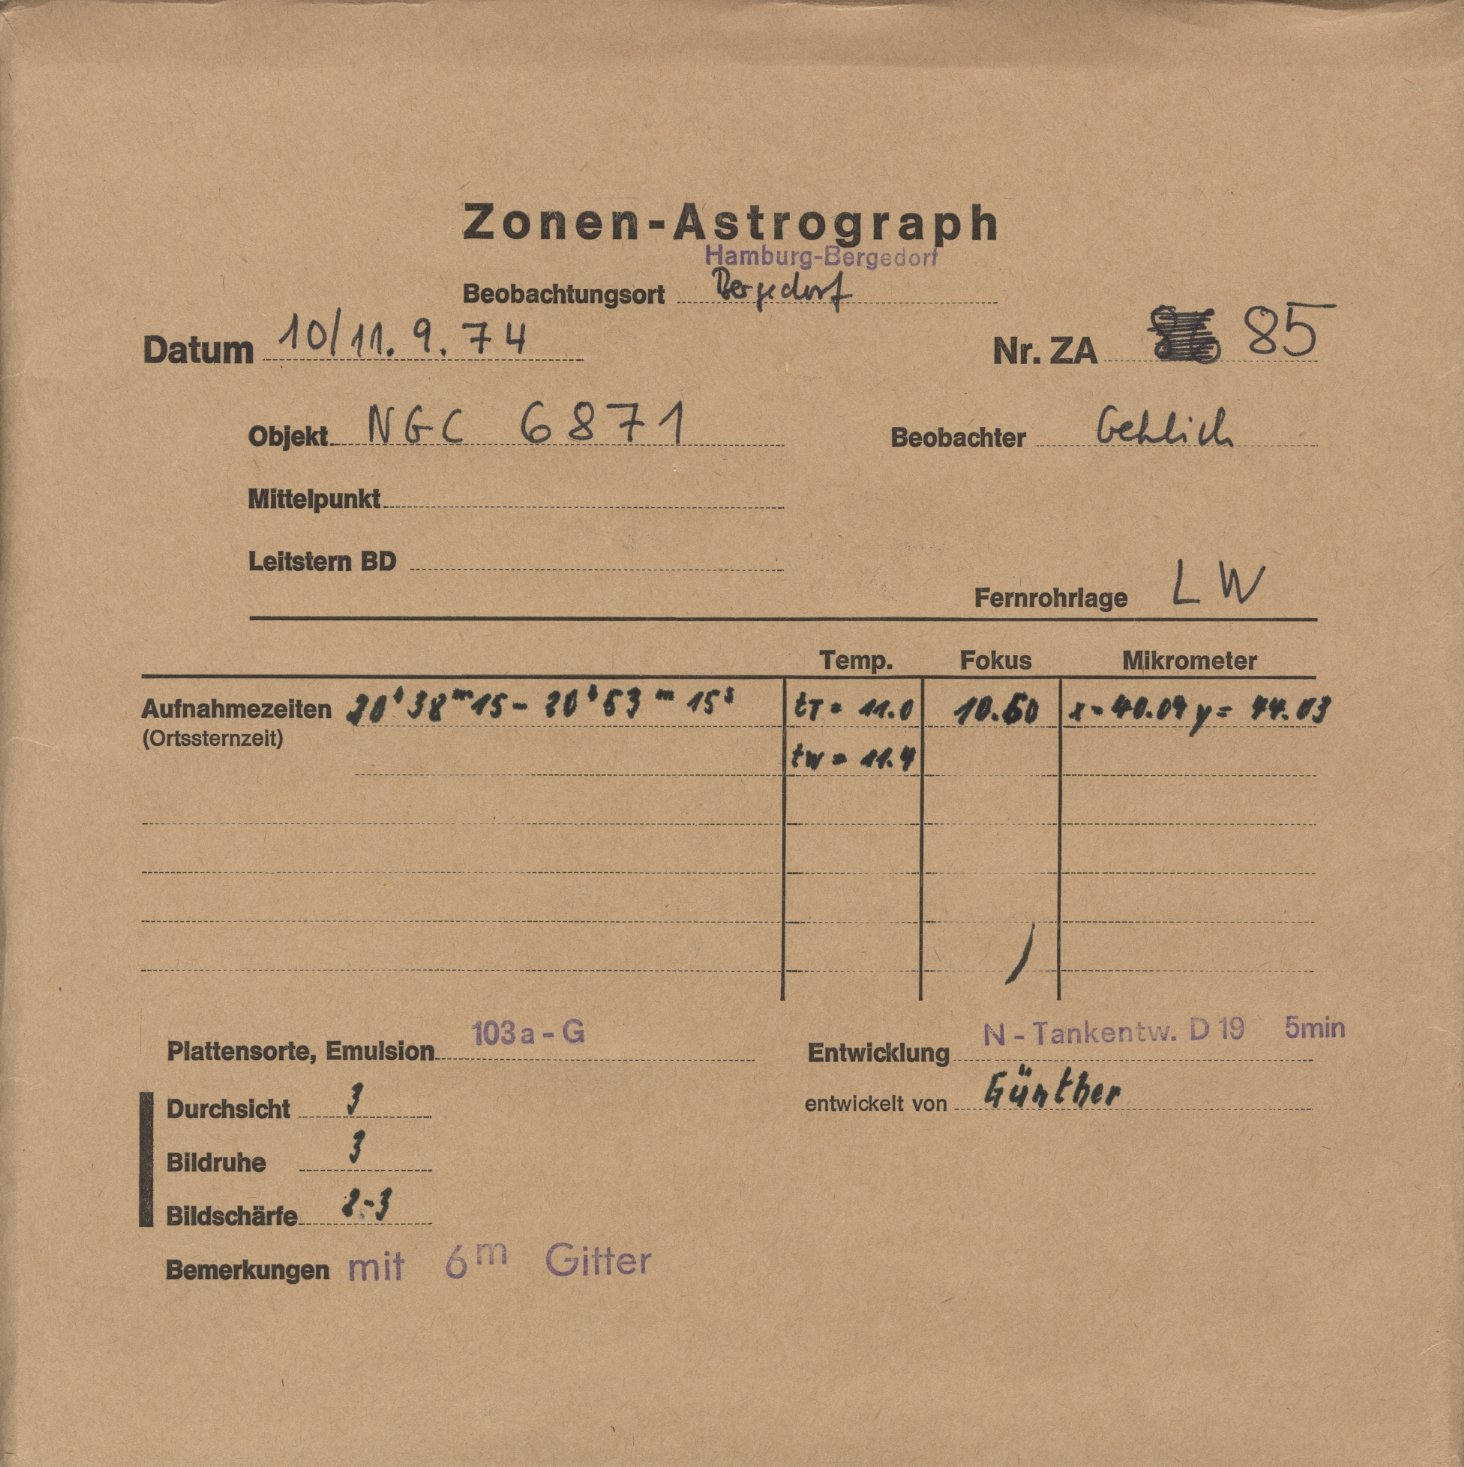 Zonen-Astrograph
Hamburg-Bergedorf
Beobachtungsort Bergedorf
Datum 10/11. 9. 74 Nr. ZA 85
Objekt NGC 6871 Beobachter Gehlich
Mittelpunkt
Leitstern BD
Fernrohrlage L W
Temp. Fokus Mikrometer
Aufnahmezeiten 20h 38m 15 - 20h 53m 15s tT = 11.0 10.60 x = 40.04 y = 44.03
(Ortssternzeit)
tW = 11.4
Plattensorte, Emulsion 103a-G Entwicklung N-Tankentw. D 19 5min
Durchsicht 3 entwickelt von Günther
Bildruhe 3
Bildschärfe 2-3
Bemerkungen mit 6m Gitter